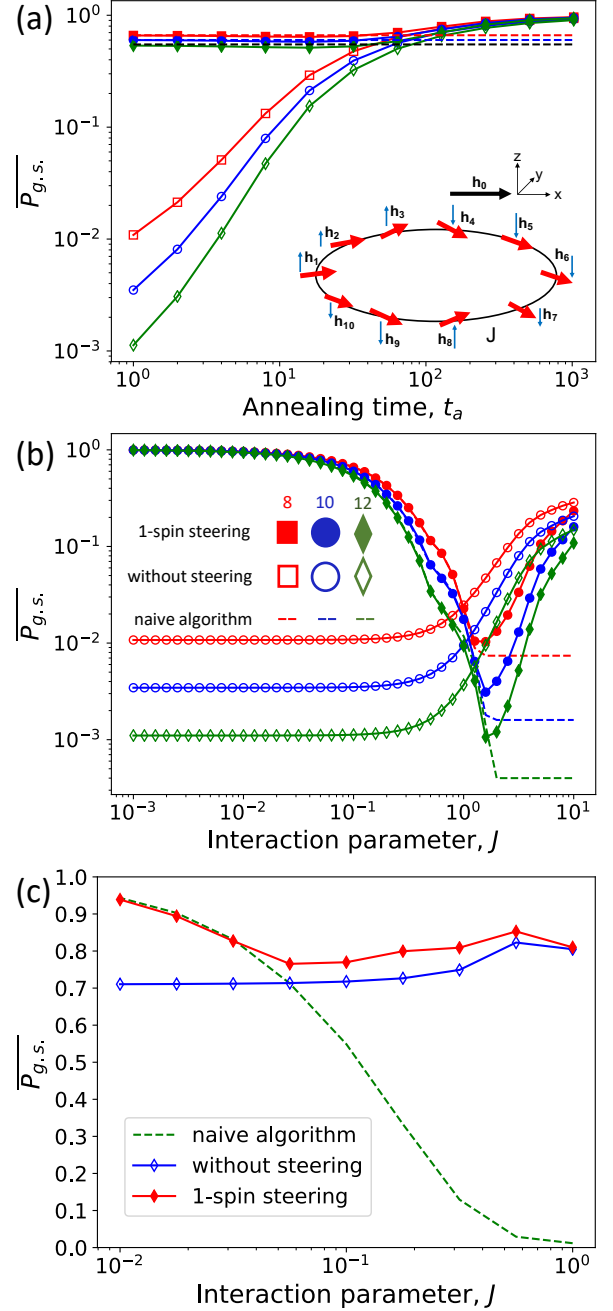 (a)
10⁰
10⁻¹
10⁻²
10⁻³
P_{g.s.}
h₀
z
y
x
h₁
h₂
h₃
h₄
h₅
h₆
h₇
h₈
h₉
h₁₀
J
10⁰ 10¹ 10² 10³
Annealing time, tₐ
(b)
10⁰
10⁻¹
10⁻²
10⁻³
P_{g.s.}
8 10 12
1-spin steering
without steering
naive algorithm
10⁻³ 10⁻² 10⁻¹ 10⁰ 10¹
Interaction parameter, J
(c)
1.0
0.9
0.8
0.7
0.6
0.5
0.4
0.3
0.2
0.1
0.0
P_{g.s.}
naive algorithm
without steering
1-spin steering
10⁻² 10⁻¹ 10⁰
Interaction parameter, J